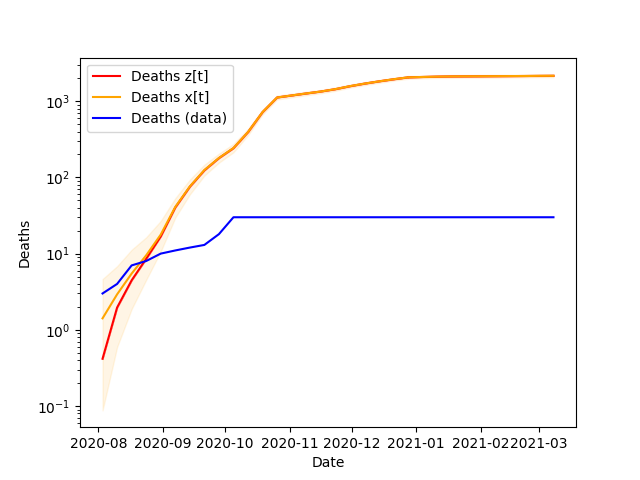 Deaths z[t]
Deaths x[t]
Deaths (data)
10³
10²
10¹
10⁰
10⁻¹
Deaths
2020-08 2020-09 2020-10 2020-11 2020-12 2021-01 2021-02 2021-03
Date